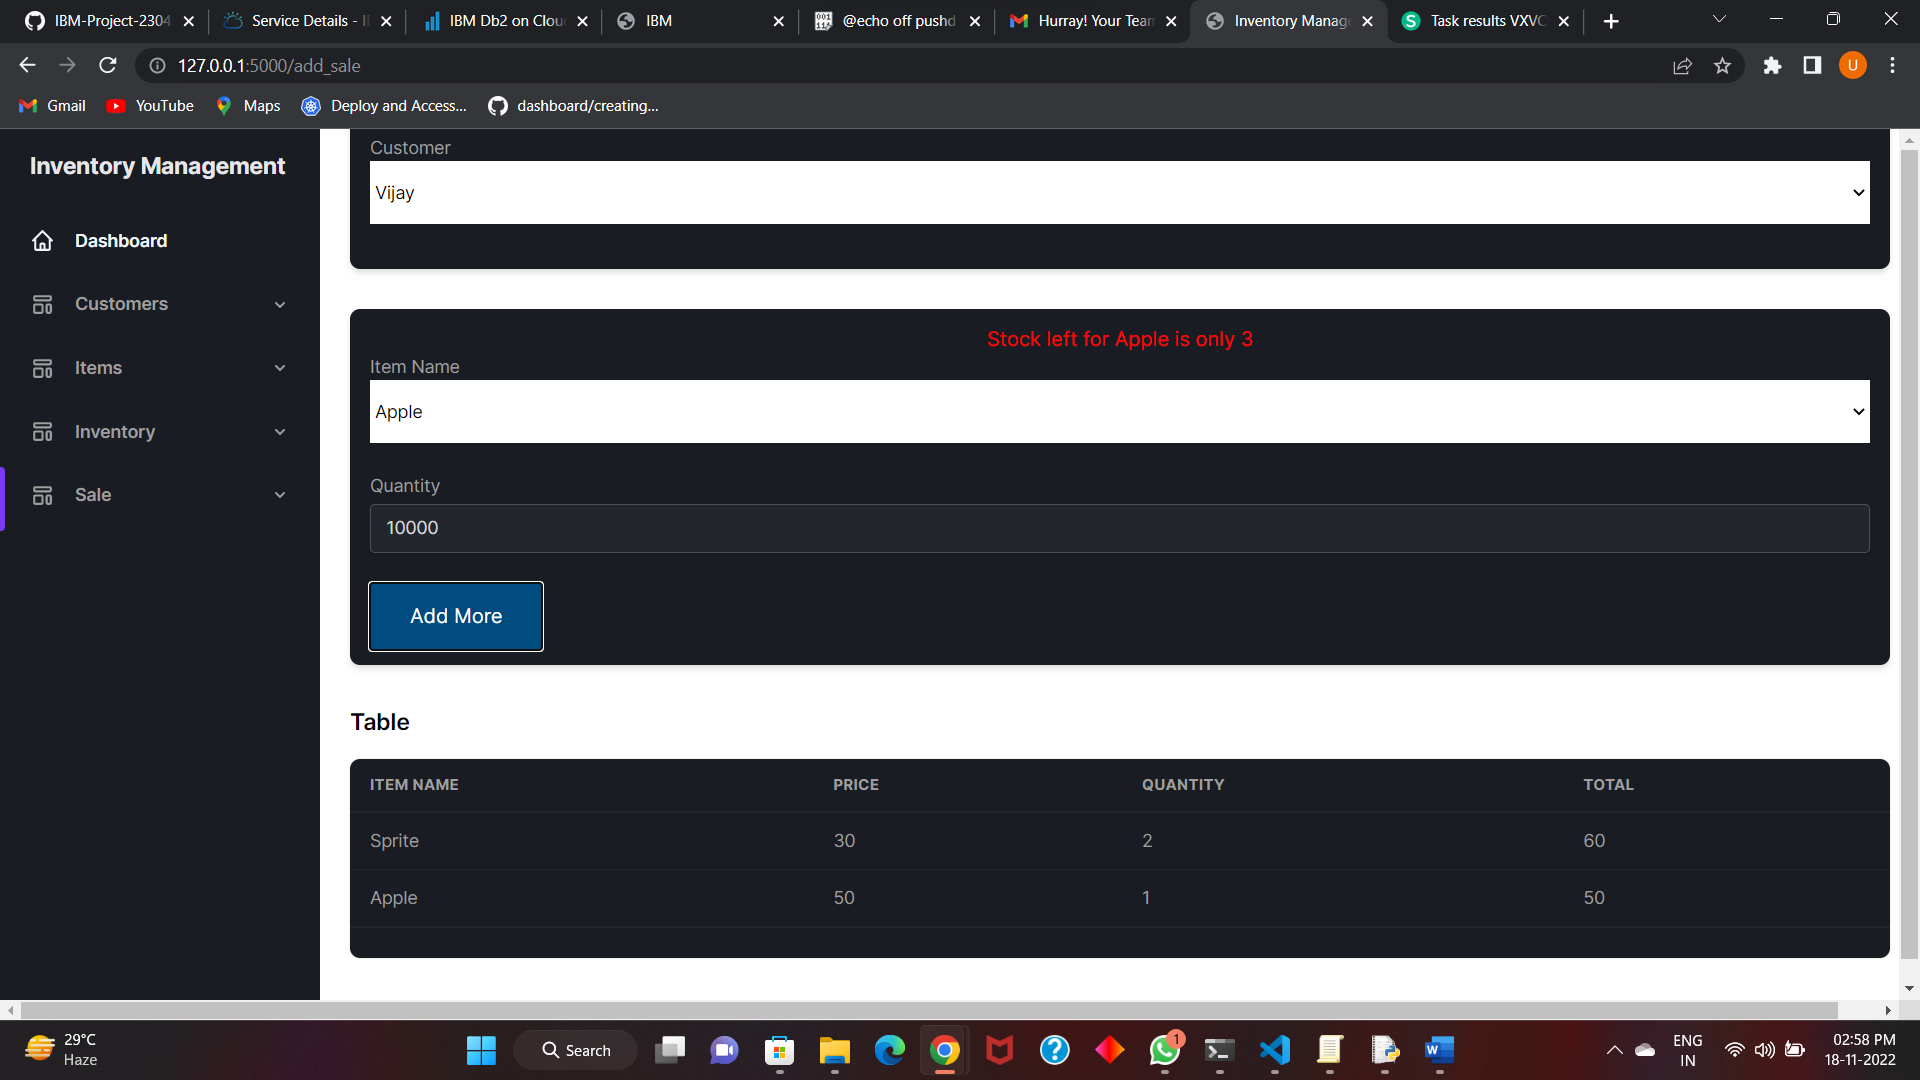 IBM-Project-2304
Service Details - I
IBM Db2 on Clou
IBM
@echo off pushd
Hurray! Your Team
Inventory Manage
Task results VXVC
127.0.0.1:5000/add_sale
U
Gmail
YouTube
Maps
Deploy and Access...
dashboard/creating...
Inventory Management
Dashboard
Customers
Items
Inventory
Sale
Customer
Vijay
Stock left for Apple is only 3
Item Name
Apple
Quantity
10000
Add More
Table
ITEM NAME PRICE QUANTITY TOTAL
Sprite 30 2 60
Apple 50 1 50
29°C
Haze
Search
1
ENG
IN
02:58 PM
18-11-2022